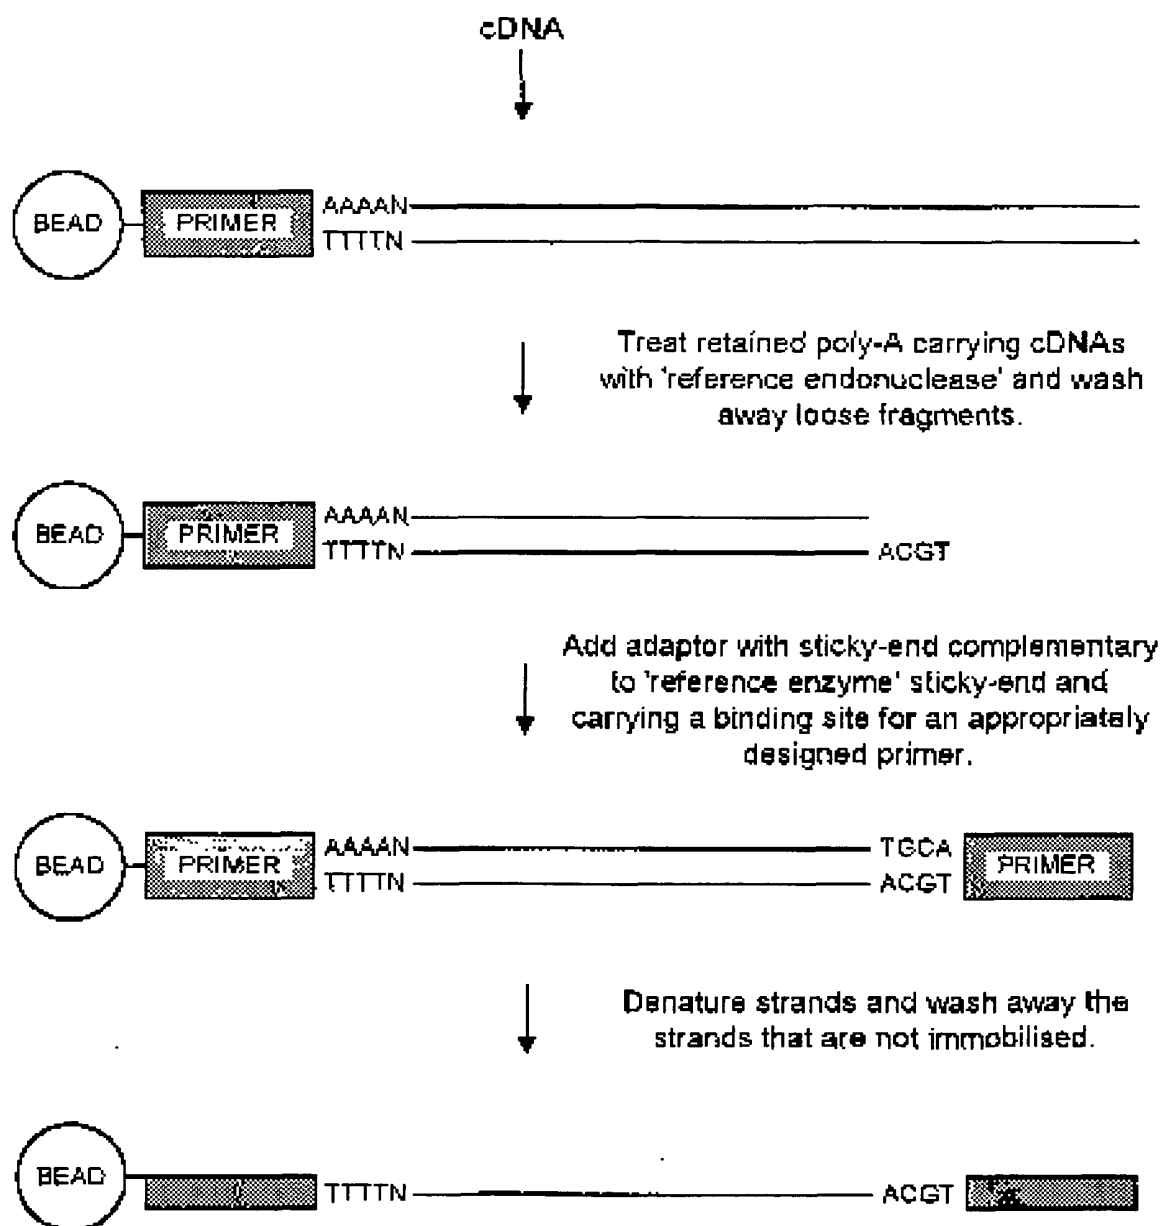 cDNA
BEAD PRIMER AAAAN
TTTTN
Treat retained poly-A carrying cDNAs
with 'reference endonuclease' and wash
away loose fragments.
BEAD PRIMER AAAAN
TTTTN ACGT
Add adaptor with sticky-end complementary
to 'reference enzyme' sticky-end and
carrying a binding site for an appropriately
designed primer.
BEAD PRIMER AAAAN TGCA PRIMER
TTTTN ACGT
Denature strands and wash away the
strands that are not immobilised.
BEAD TTTTN ACGT